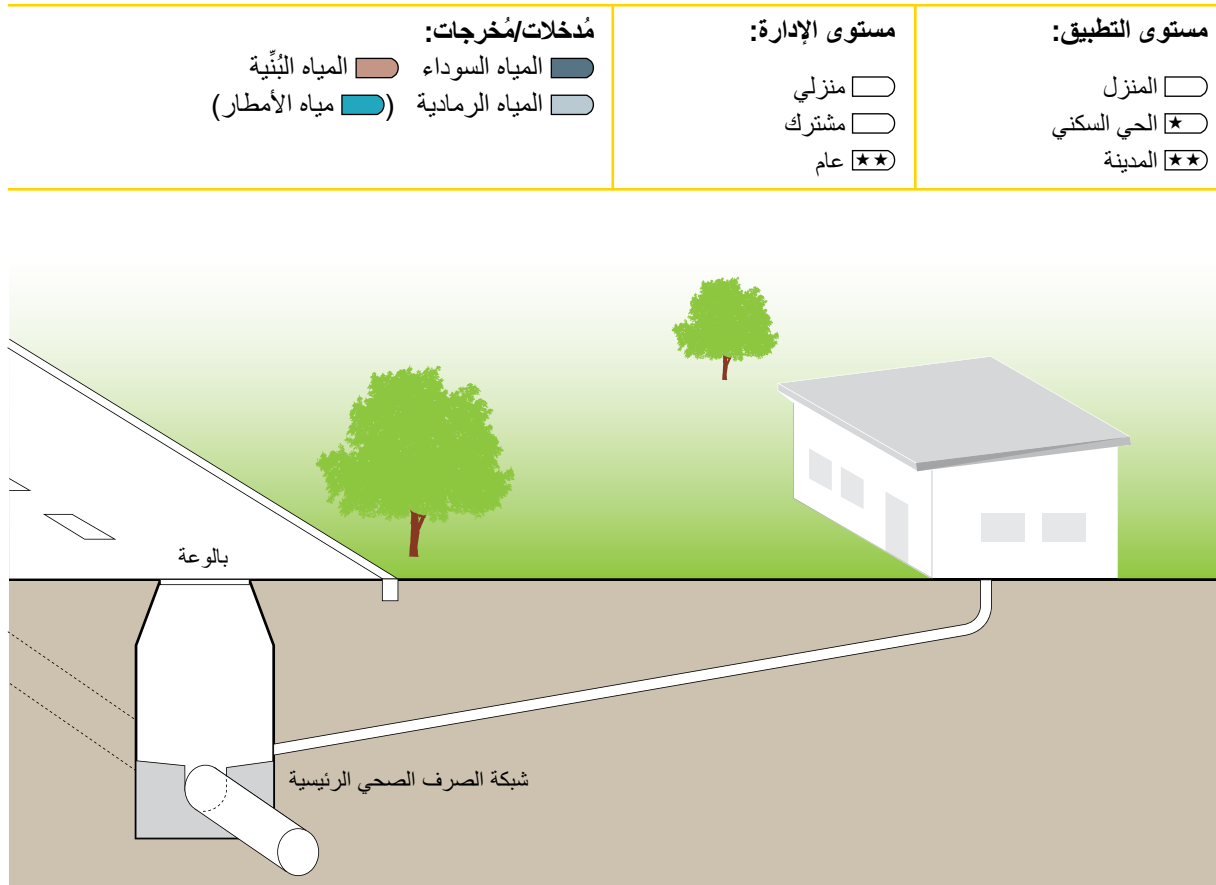 مستوى التطبيق:
المنزل
الحي السكني
المدينة
مستوى الإدارة:
منزلي
مشترك
عام
مُدخلات/مُخرجات:
المياه السوداء المياه البُنِّية
المياه الرمادية (مياه الأمطار)
بالوعة
شبكة الصرف الصحي الرئيسية